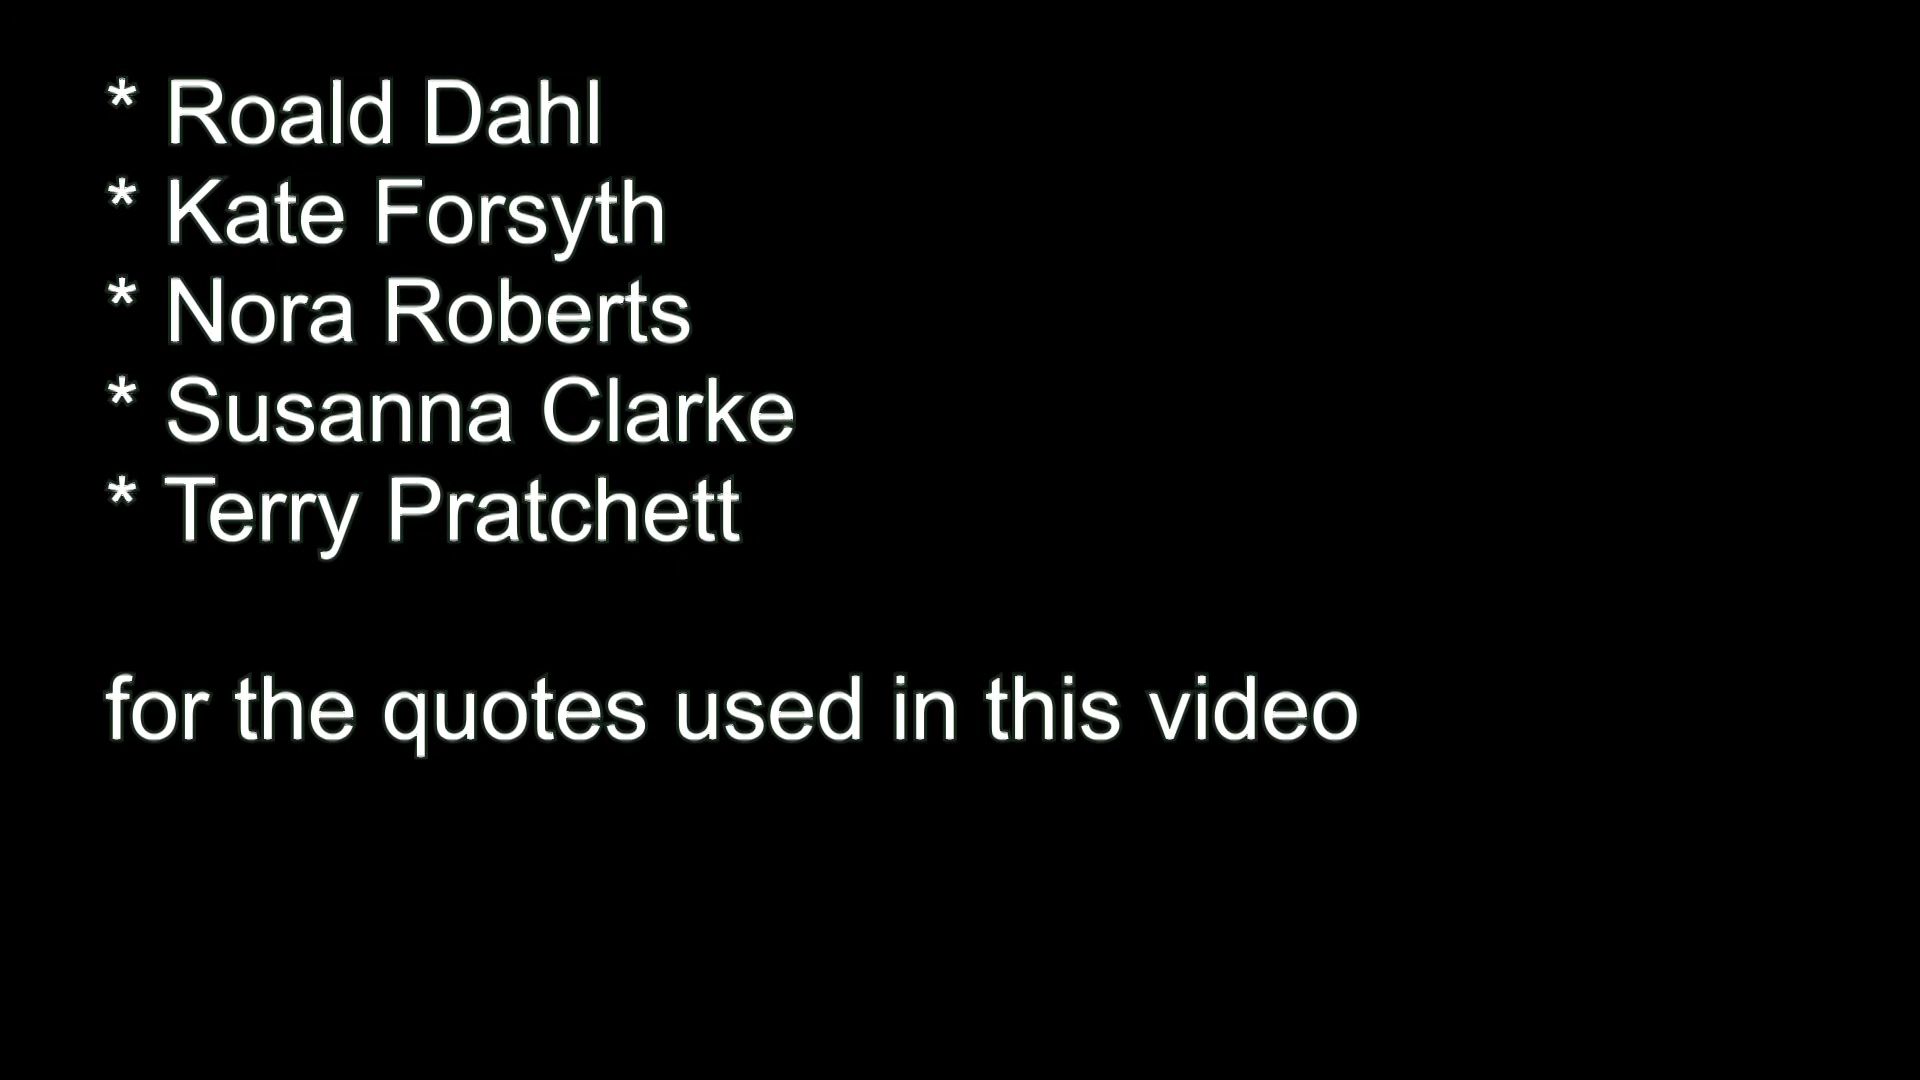 * Roald Dahl
* Kate Forsyth
* Nora Roberts
* Susanna Clarke
* Terry Pratchett
for the quotes used in this video